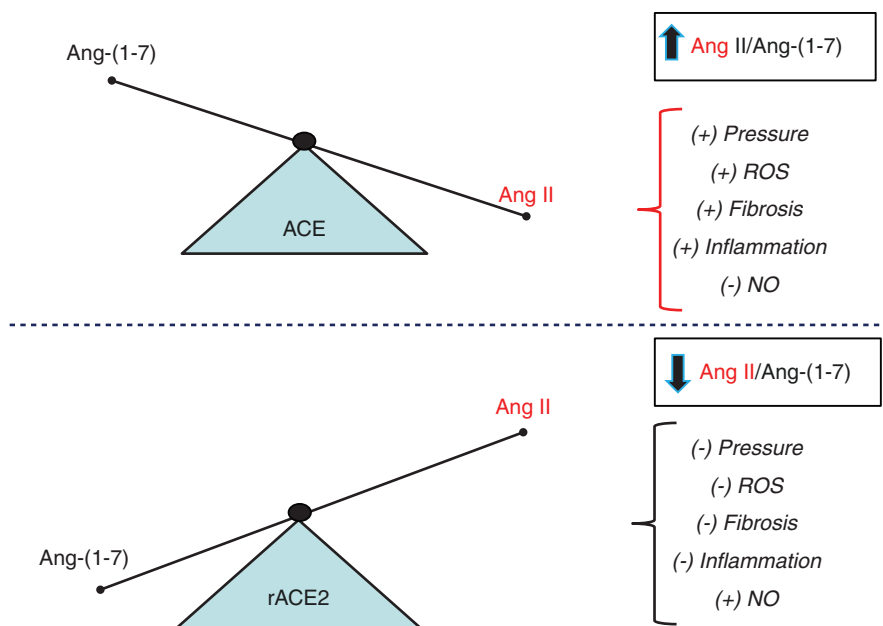 Ang-(1-7)
Ang II
ACE
Ang II/Ang-(1-7)
(+) Pressure
(+) ROS
(+) Fibrosis
(+) Inflammation
(-) NO
Ang II/Ang-(1-7)
Ang II
Ang-(1-7)
rACE2
(-) Pressure
(-) ROS
(-) Fibrosis
(-) Inflammation
(+) NO